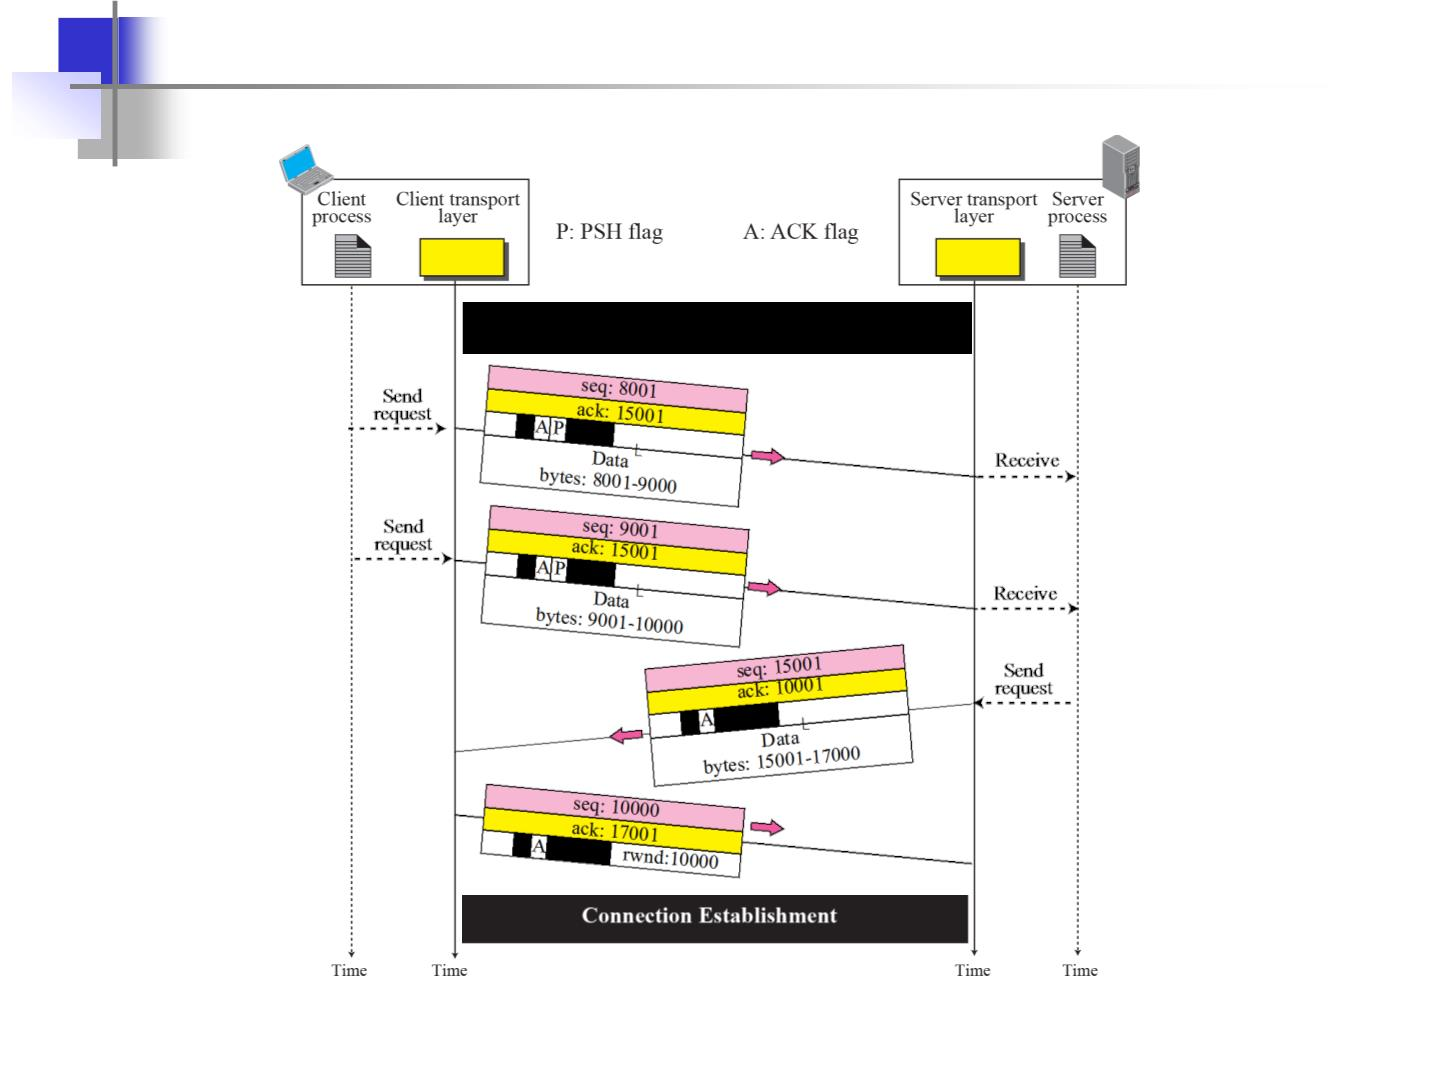 Client
process
Client transport
layer
P: PSH flag
A: ACK flag
Server transport
layer
Server
process
seq: 8001
ack: 15001
A P
Data
bytes: 8001-9000
Send
request
Receive
seq: 9001
ack: 15001
A P
Data
bytes: 9001-10000
Send
request
Receive
seq: 15001
ack: 10001
A
Data
bytes: 15001-17000
Send
request
seq: 10000
ack: 17001
A
rwnd:10000
Connection Establishment
Time
Time
Time
Time